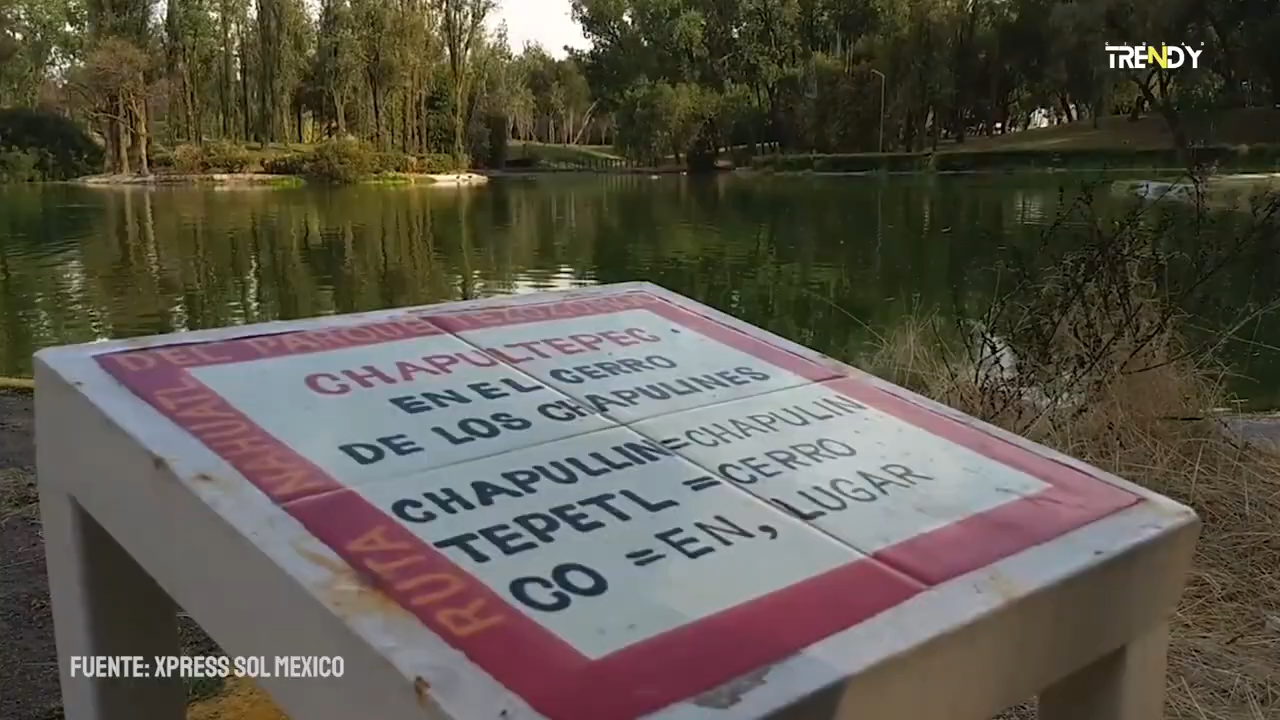 TRENDY
RUTA NAHUATL DEL PARQUE TEZOZOMOC
CHAPULTEPEC
EN EL CERRO
DE LOS CHAPULINES
CHAPULLIN=CHAPULIN
TEPETL =CERRO
CO =EN, LUGAR
FUENTE: XPRESS SOL MEXICO